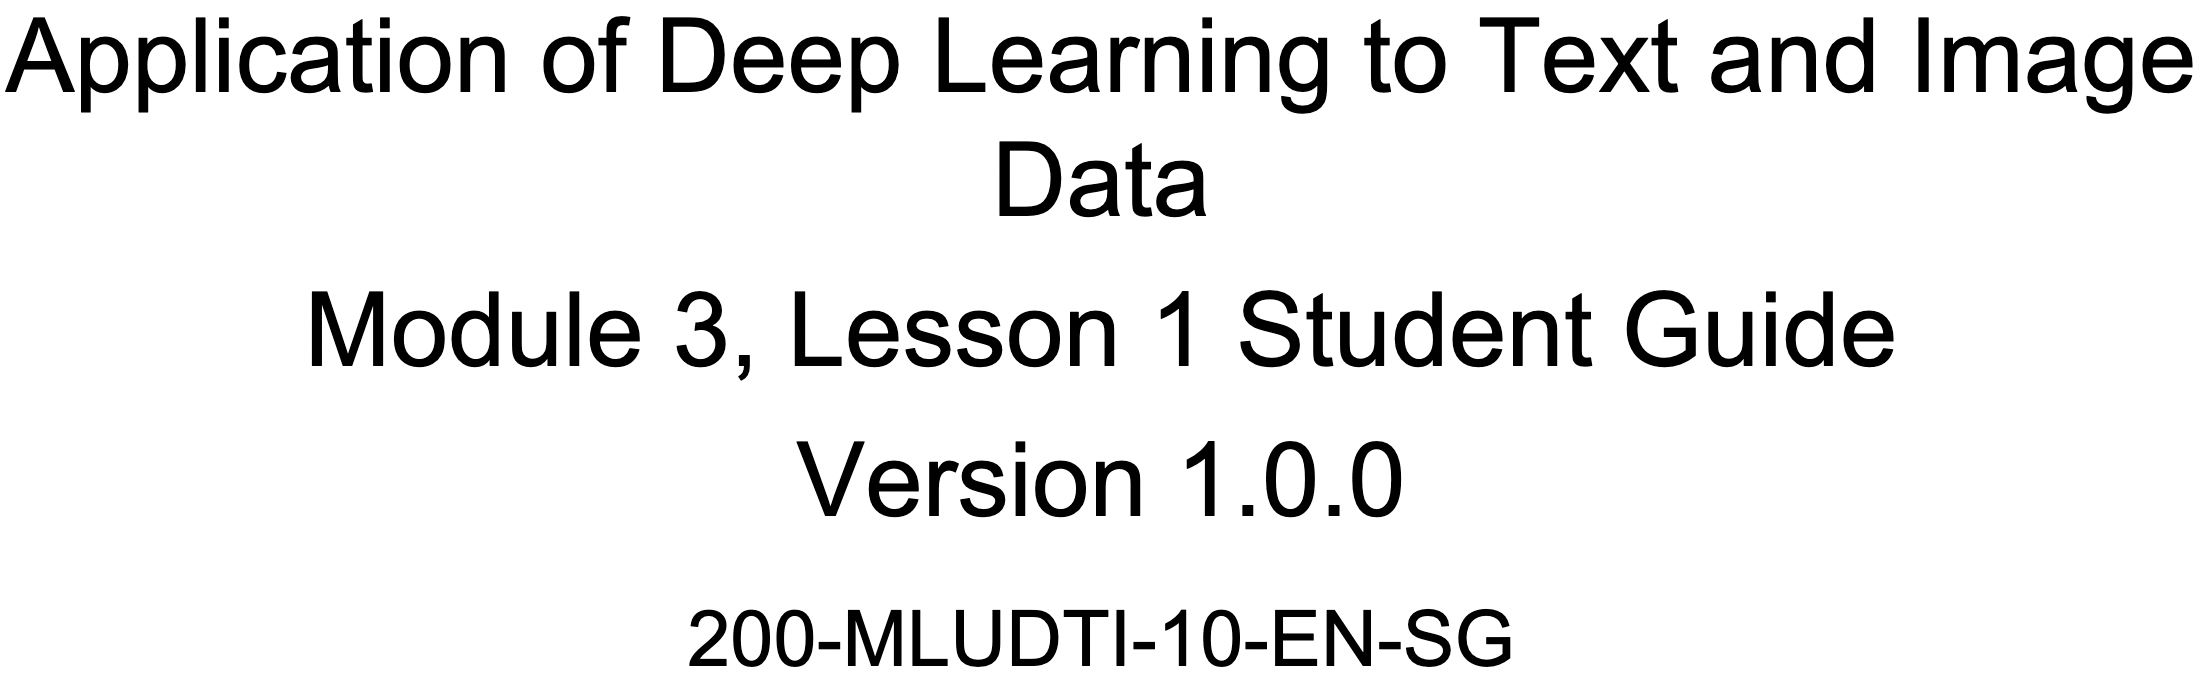 Application of Deep Learning to Text and Image
Data
Module 3, Lesson 1 Student Guide
Version 1.0.0
200-MLUDTI-10-EN-SG